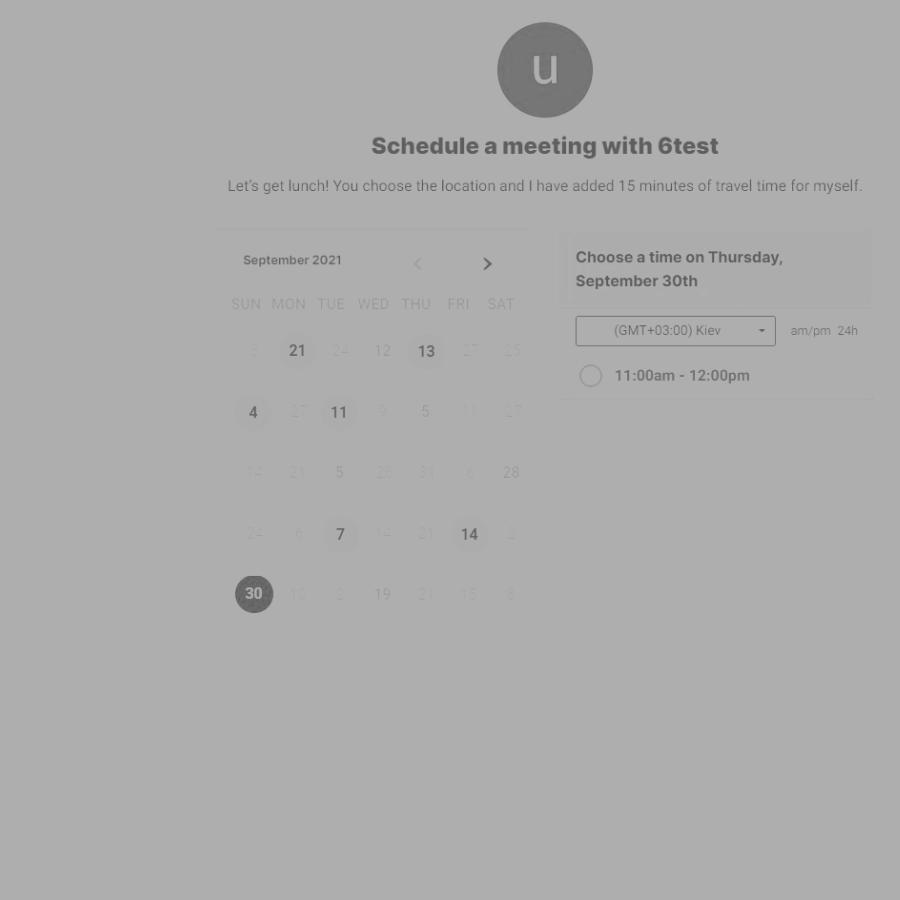 u
Schedule a meeting with 6test
Let's get lunch! You choose the location and I have added 15 minutes of travel time for myself.
September 2021
SUN MON TUE WED THU FRI SAT
21 24 12 13 27 25
4 27 11 9 5 11 27
14 21 5 28 31 6 28
24 6 7 14 21 14 2
30 2 19 21 15 8
Choose a time on Thursday,
September 30th
(GMT+03:00) Kiev am/pm 24h
11:00am - 12:00pm